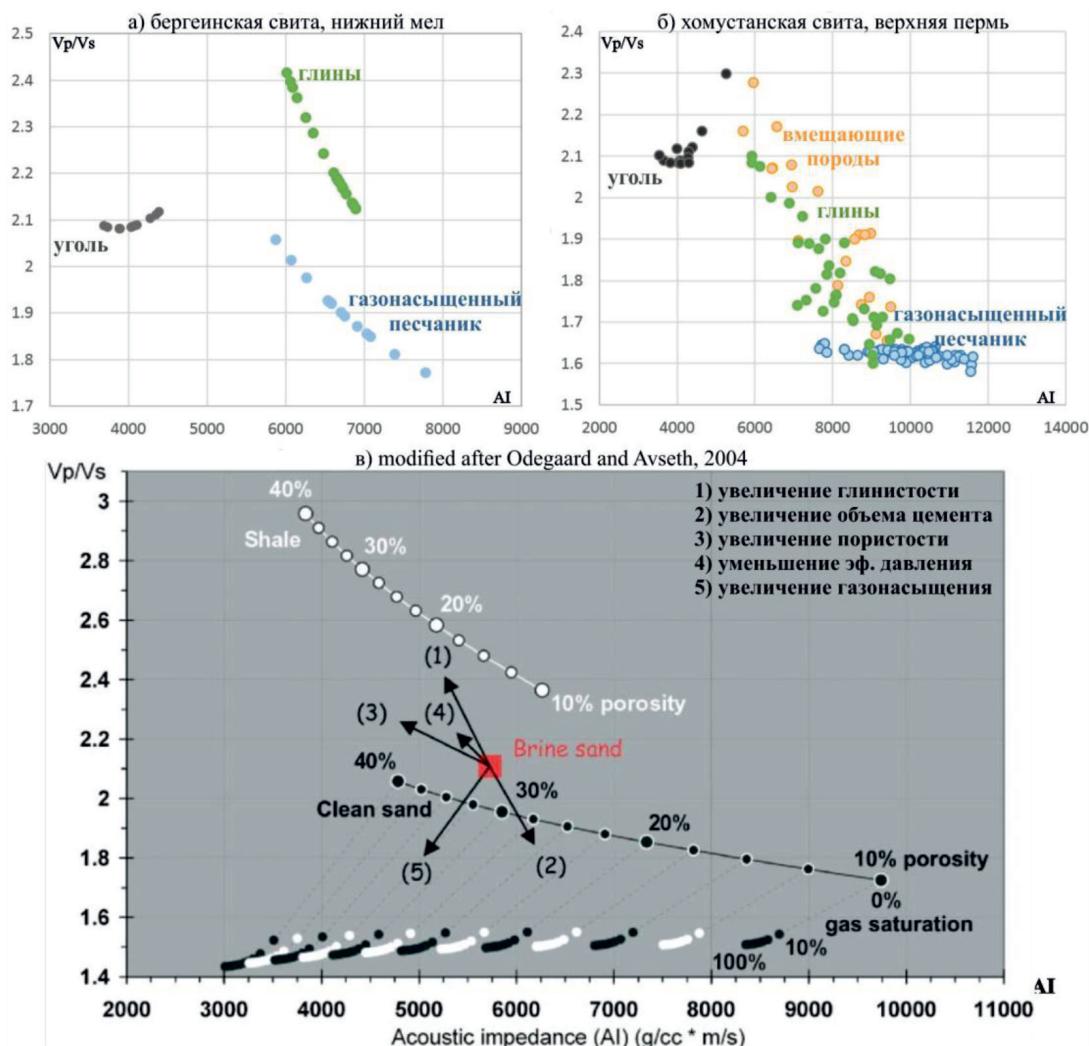 а) бергеинская свита, нижний мел
Vp/Vs
2.5
2.4
2.3
2.2
2.1
2
1.9
1.8
1.7
глины
уголь
газонасыщенный
песчаник
AI
3000 4000 5000 6000 7000 8000 9000
б) хомустанская свита, верхняя пермь
Vp/Vs
2.4
2.3
2.2
2.1
2
1.9
1.8
1.7
1.6
1.5
вмещающие
породы
уголь
глины
газонасыщенный
песчаник
AI
2000 4000 6000 8000 10000 12000 14000
в) modified after Odegaard and Avseth, 2004
Vp/Vs
3
2.8
2.6
2.4
2.2
2
1.8
1.6
1.4
1) увеличение глинистости
2) увеличение объема цемента
3) увеличение пористости
4) уменьшение эф. давления
5) увеличение газонасыщения
40%
Shale
30%
20%
10% porosity
(1)
(3)
(4)
Brine sand
40%
30%
Clean sand
20%
(5)
(2)
10% porosity
0%
gas saturation
10%
100%
2000 3000 4000 5000 6000 7000 8000 9000 10000 11000
AI
Acoustic impedance (AI) (g/cc * m/s)